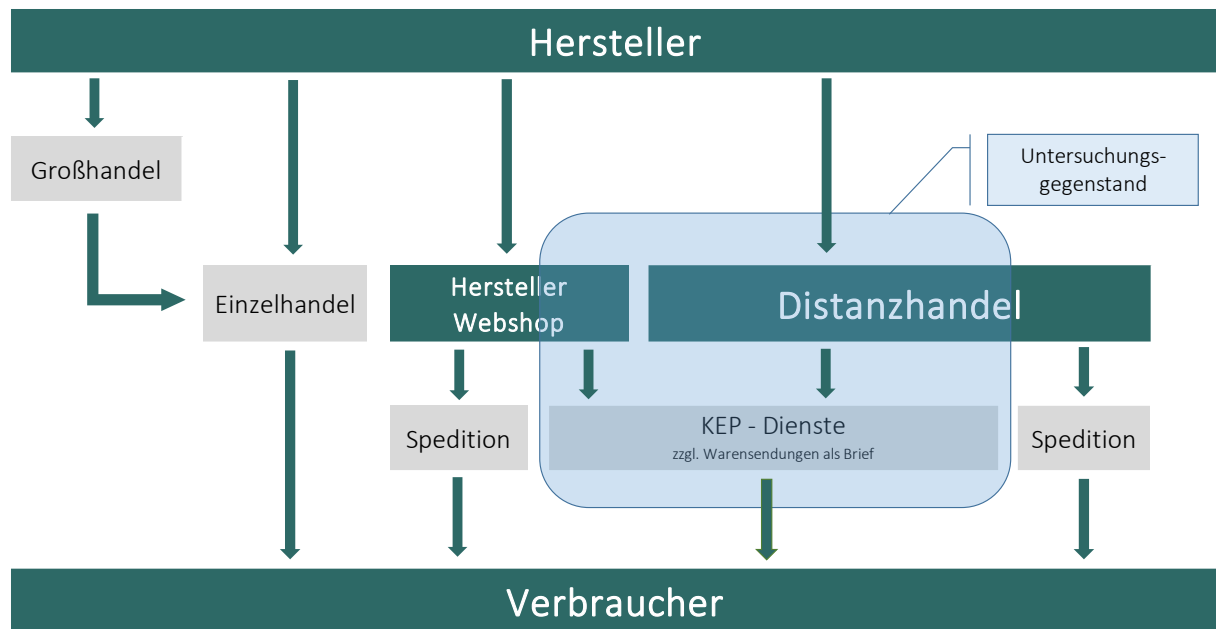 Hersteller
Großhandel
Untersuchungs-
gegenstand
Einzelhandel
Hersteller
Webshop
Distanzhandel
Spedition
KEP - Dienste
zzgl. Warensendungen als Brief
Spedition
Verbraucher